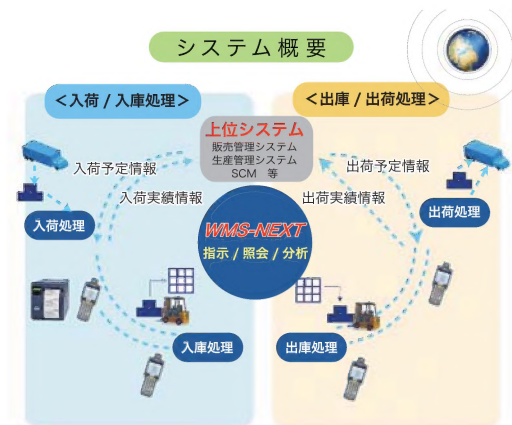 システム概要
＜入荷 / 入庫処理＞
＜出庫 / 出荷処理＞
上位システム
販売管理システム
生産管理システム
SCM 等
入荷予定情報
入荷実績情報
出荷予定情報
出荷実績情報
入荷処理
出荷処理
WMS-NEXT
指示 / 照会 / 分析
入庫処理
出庫処理